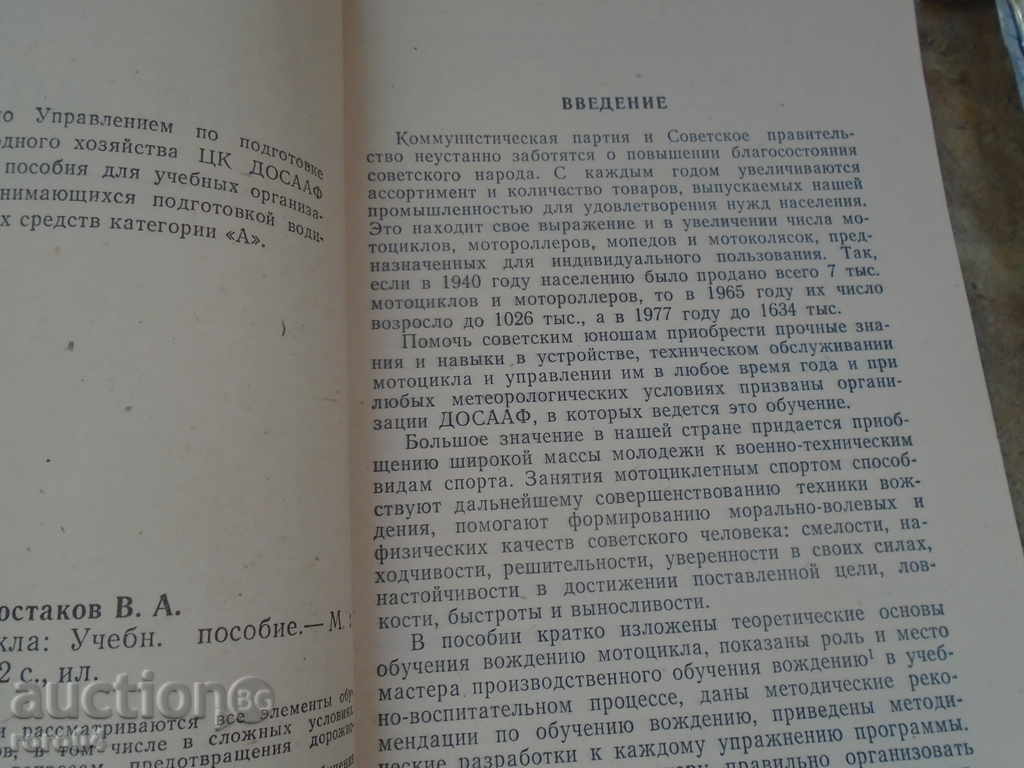 о Управлением по подготовке
одного хозяйства ЦК ДОСААФ
пособия для учебных организа-
нимающихся подготовкой води-
х средств категории «А».
остаков В. А.
кла: Учебн. пособие.— М.:
2 с., ил.
рассматриваются все элементы обу
ов, в том числе в сложных условиях,
предотвращения дорожно-
ВВЕДЕНИЕ
Коммунистическая партия и Советское правитель-
ство неустанно заботятся о повышении благосостояния
советского народа. С каждым годом увеличиваются
ассортимент и количество товаров, выпускаемых нашей
промышленностью для удовлетворения нужд населения.
Это находит свое выражение и в увеличении числа мо-
тоциклов, мотороллеров, мопедов и мотоколясок, пред-
назначенных для индивидуального пользования. Так,
если в 1940 году населению было продано всего 7 тыс.
мотоциклов и мотороллеров, то в 1965 году их число
возросло до 1026 тыс., а в 1977 году до 1634 тыс.
Помочь советским юношам приобрести прочные зна-
ния и навыки в устройстве, техническом обслуживании
мотоцикла и управлении им в любое время года и при
любых метеорологических условиях призваны органи-
зации ДОСААФ, в которых ведется это обучение.
Большое значение в нашей стране придается приоб-
щению широкой массы молодежи к военно-техническим
видам спорта. Занятия мотоциклетным спортом способ-
ствуют дальнейшему совершенствованию техники вож-
дения, помогают формированию морально-волевых и
физических качеств советского человека: смелости, на-
ходчивости, решительности, уверенности в своих силах,
настойчивости в достижении поставленной цели, лов-
кости, быстроты и выносливости.
В пособии кратко изложены теоретические основы
обучения вождению мотоцикла, показаны роль и место
мастера производственного обучения вождению¹ в учеб-
но-воспитательном процессе, даны методические реко-
мендации по обучению вождению, приведены методи-
ческие разработки к каждому упражнению программы.
правильно организовать
auction BG